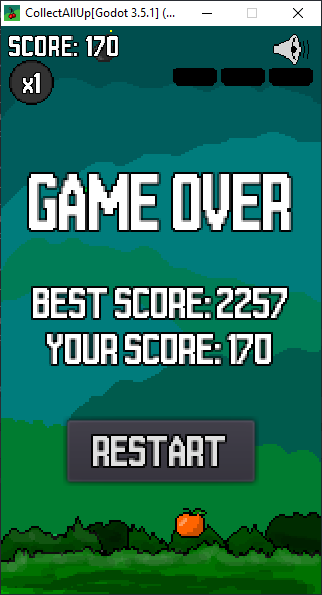 CollectAllUp[Godot 3.5.1] (...
SCORE: 170
x1
GAME OVER
BEST SCORE: 2257
YOUR SCORE: 170
RESTART